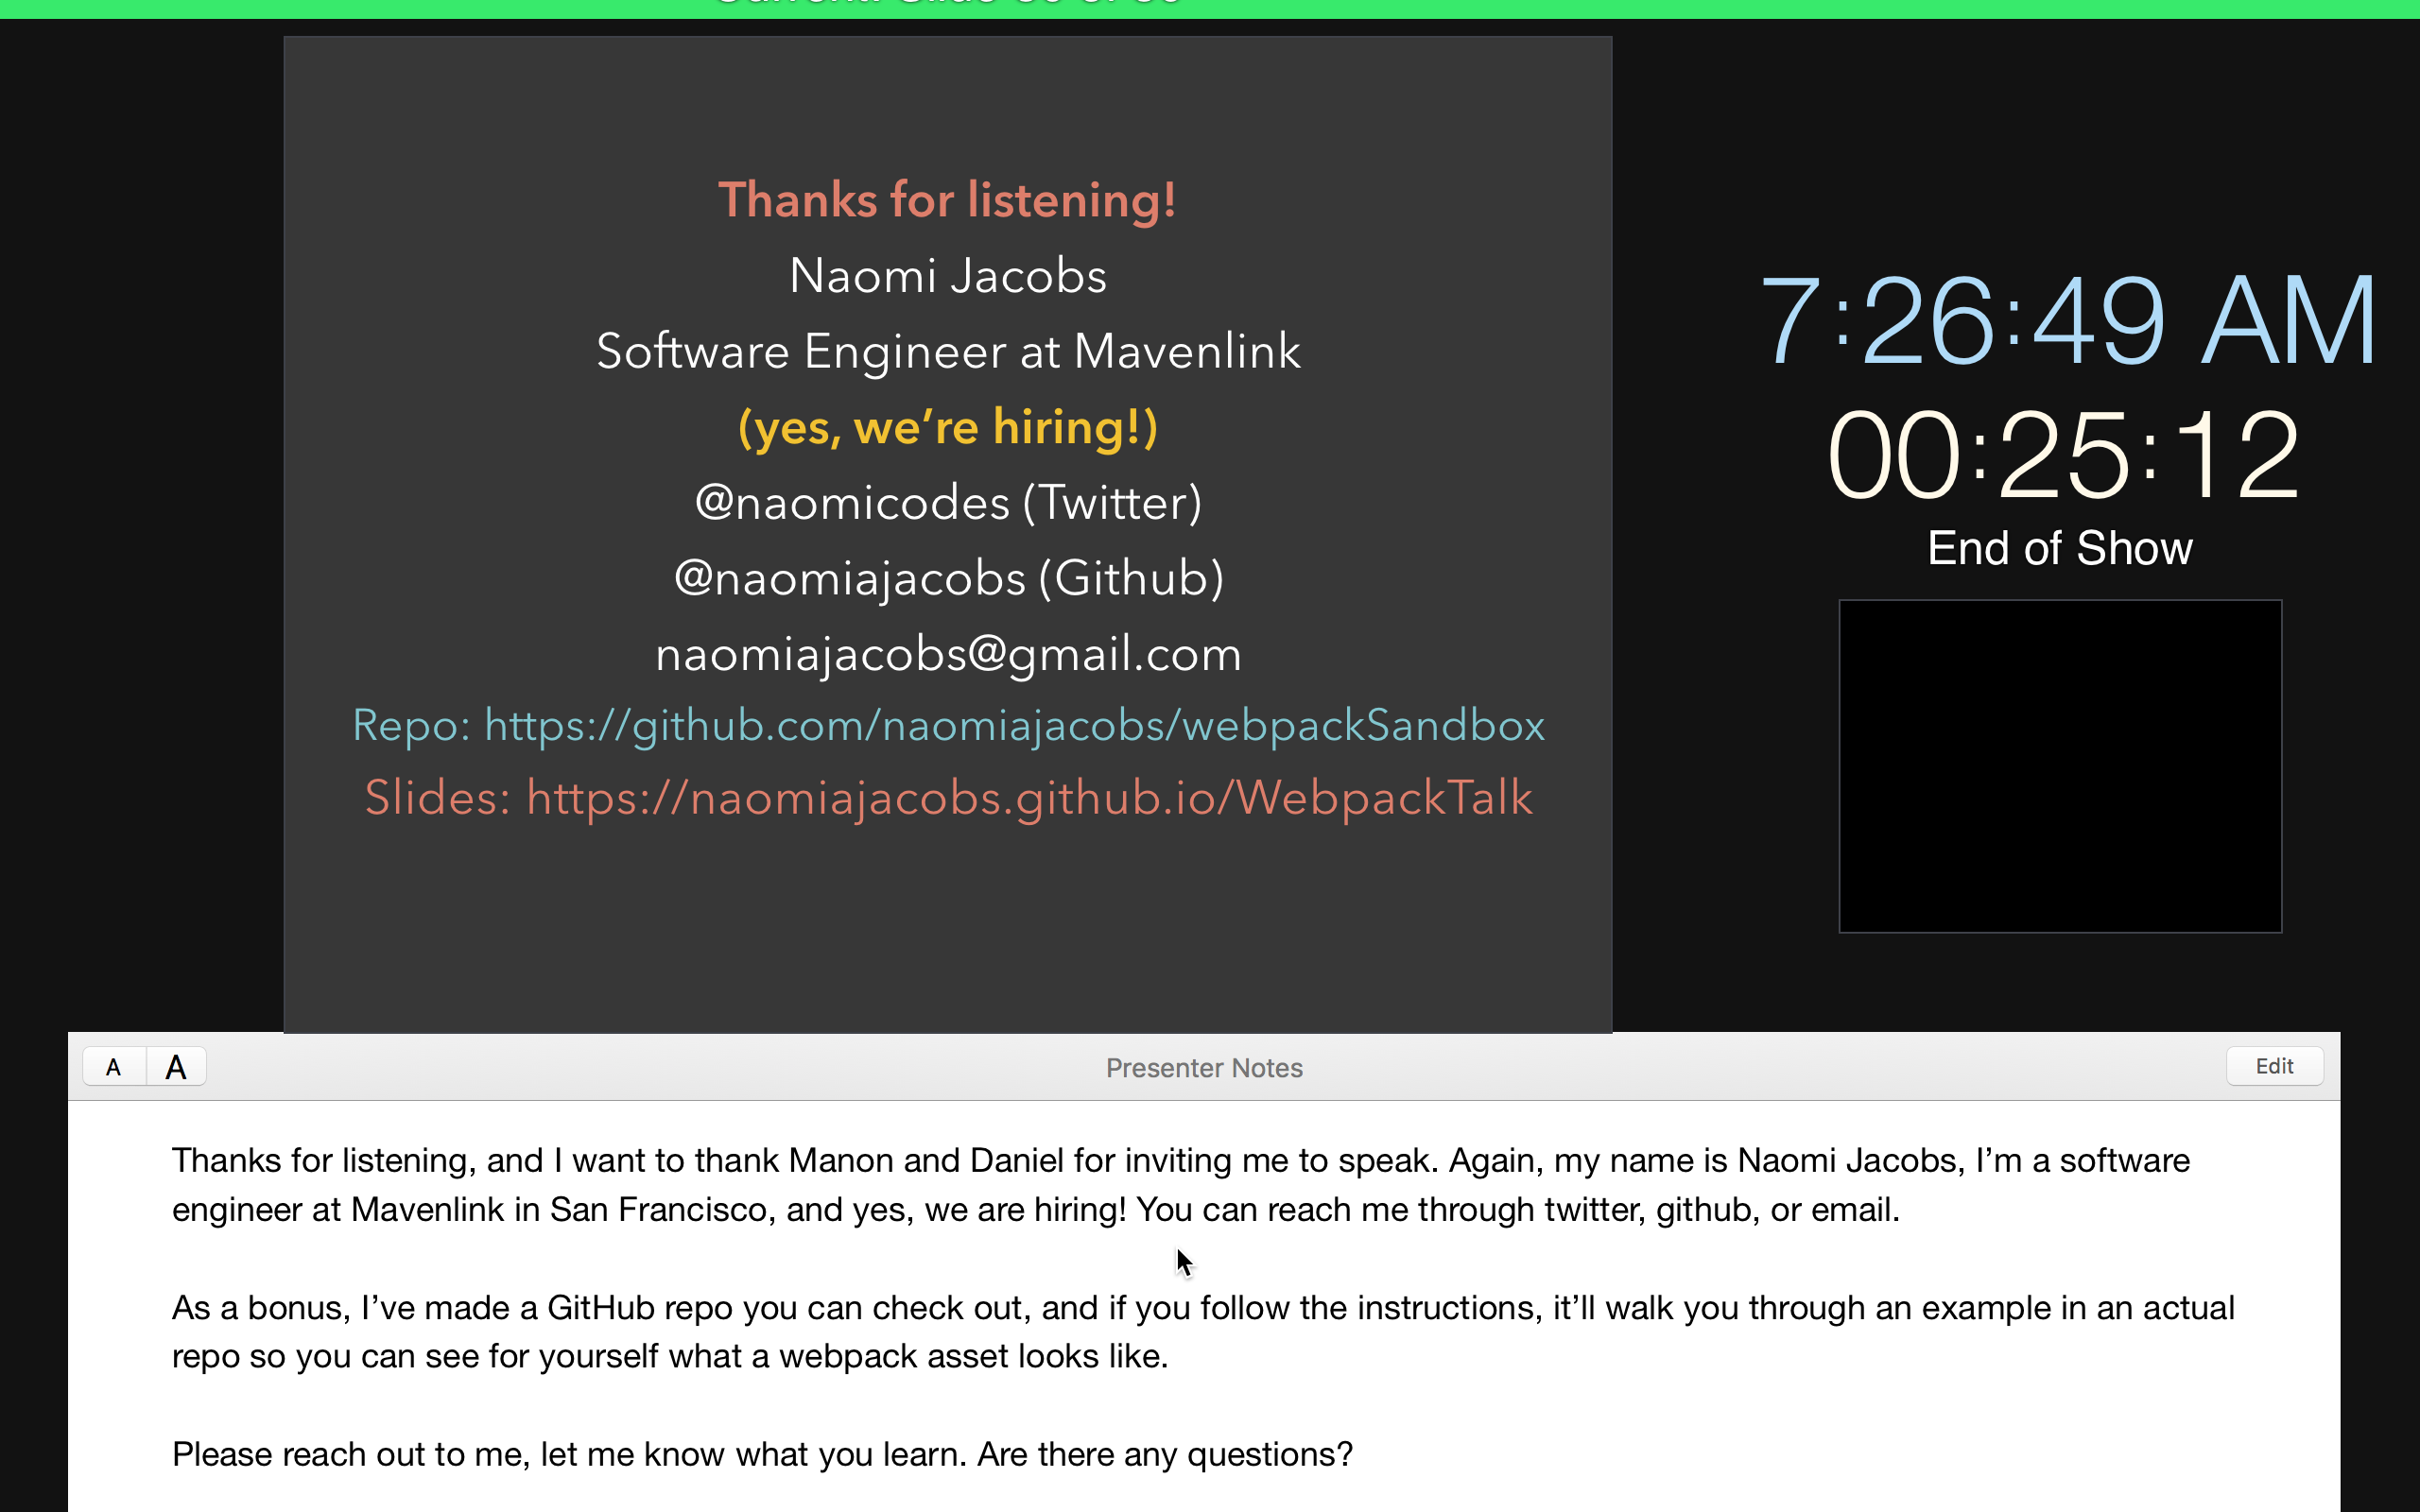 Thanks for listening!
Naomi Jacobs
Software Engineer at Mavenlink
(yes, we’re hiring!)
@naomicodes (Twitter)
@naomiajacobs (Github)
naomiajacobs@gmail.com
Repo: https://github.com/naomiajacobs/webpackSandbox
Slides: https://naomiajacobs.github.io/WebpackTalk
7:26:49 AM
00:25:12
End of Show
A A
Presenter Notes
Edit
Thanks for listening, and I want to thank Manon and Daniel for inviting me to speak. Again, my name is Naomi Jacobs, I’m a software
engineer at Mavenlink in San Francisco, and yes, we are hiring! You can reach me through twitter, github, or email.
As a bonus, I’ve made a GitHub repo you can check out, and if you follow the instructions, it’ll walk you through an example in an actual
repo so you can see for yourself what a webpack asset looks like.
Please reach out to me, let me know what you learn. Are there any questions?